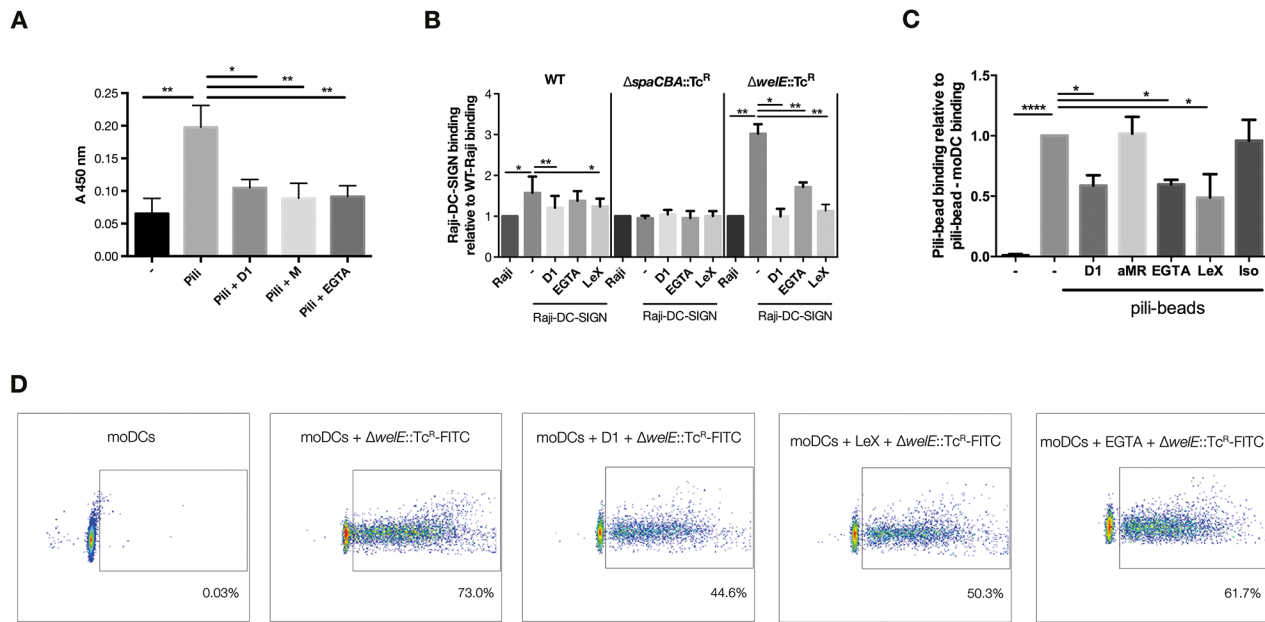 A
A 450 nm
0.25
0.20
0.15
0.10
0.05
0.00
**
*
**
**
-
Pili
Pili + D1
Pili + M
Pili + EGTA
B
Raji-DC-SIGN binding
relative to WT-Raji binding
4
3
2
1
0
WT
ΔspaCBA::TcR
ΔwelE::TcR
*
**
*
**
*
**
**
Raji
-
D1
EGTA
LeX
Raji
-
D1
EGTA
LeX
Raji
-
D1
EGTA
LeX
Raji-DC-SIGN
Raji-DC-SIGN
Raji-DC-SIGN
C
Pili-bead binding relative to
pili-bead - moDC binding
1.5
1.0
0.5
0.0
****
*
*
*
-
-
D1
aMR
EGTA
LeX
Iso
pili-beads
D
moDCs
0.03%
moDCs + ΔwelE::TcR-FITC
73.0%
moDCs + D1 + ΔwelE::TcR-FITC
44.6%
moDCs + LeX + ΔwelE::TcR-FITC
50.3%
moDCs + EGTA + ΔwelE::TcR-FITC
61.7%